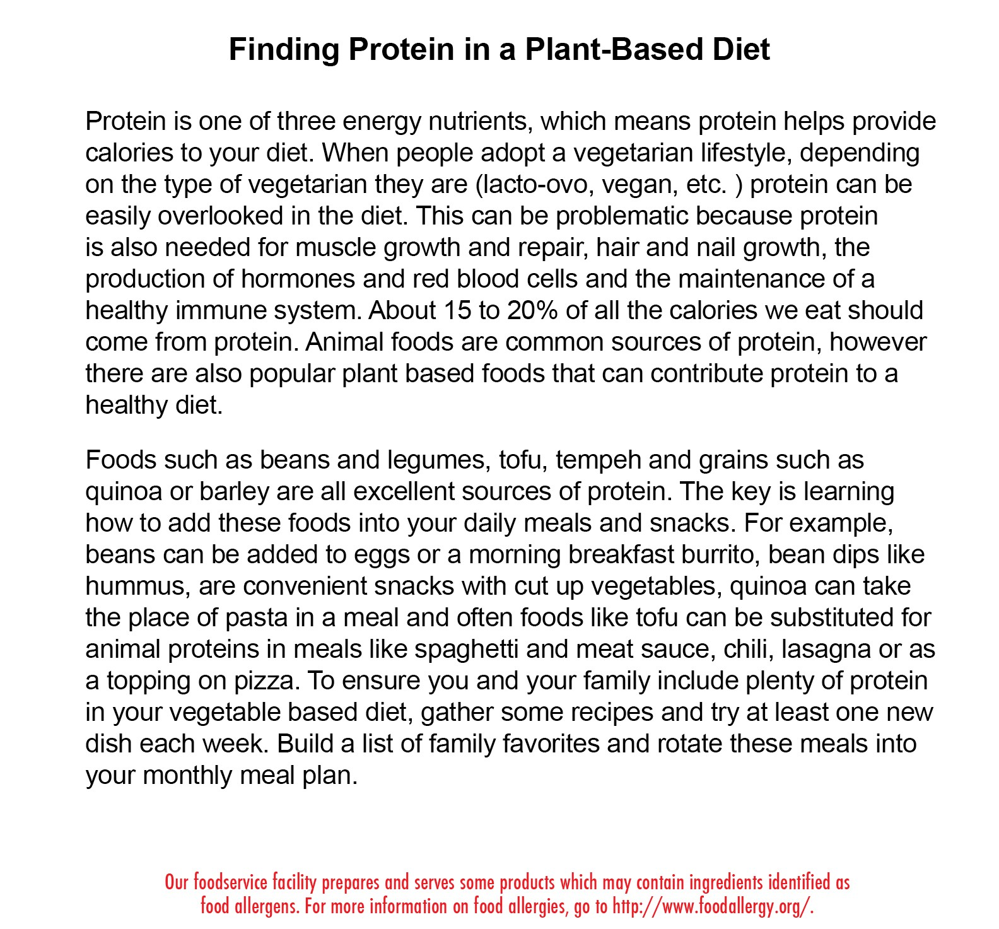 Finding Protein in a Plant-Based Diet
Protein is one of three energy nutrients, which means protein helps provide
calories to your diet. When people adopt a vegetarian lifestyle, depending
on the type of vegetarian they are (lacto-ovo, vegan, etc. ) protein can be
easily overlooked in the diet. This can be problematic because protein
is also needed for muscle growth and repair, hair and nail growth, the
production of hormones and red blood cells and the maintenance of a
healthy immune system. About 15 to 20% of all the calories we eat should
come from protein. Animal foods are common sources of protein, however
there are also popular plant based foods that can contribute protein to a
healthy diet.
Foods such as beans and legumes, tofu, tempeh and grains such as
quinoa or barley are all excellent sources of protein. The key is learning
how to add these foods into your daily meals and snacks. For example,
beans can be added to eggs or a morning breakfast burrito, bean dips like
hummus, are convenient snacks with cut up vegetables, quinoa can take
the place of pasta in a meal and often foods like tofu can be substituted for
animal proteins in meals like spaghetti and meat sauce, chili, lasagna or as
a topping on pizza. To ensure you and your family include plenty of protein
in your vegetable based diet, gather some recipes and try at least one new
dish each week. Build a list of family favorites and rotate these meals into
your monthly meal plan.
Our foodservice facility prepares and serves some products which may contain ingredients identified as
food allergens. For more information on food allergies, go to http://www.foodallergy.org/.